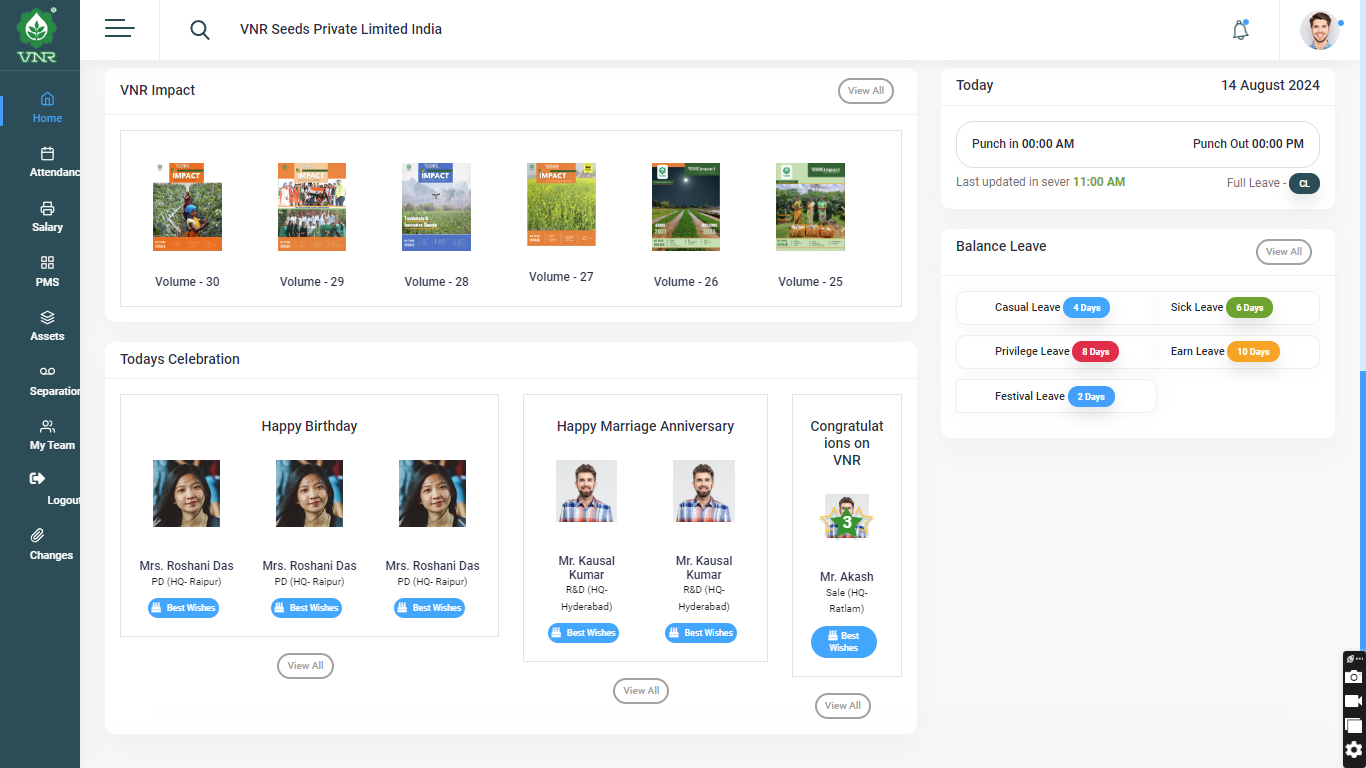 VNR
VNR Seeds Private Limited India
Home
Attendanc
Salary
PMS
Assets
Separation
My Team
Logout
Changes
VNR Impact
View All
IMPACT
IMPACT
IMPACT
IMPACT
Impact
Impact
Volume - 30
Volume - 29
Volume - 28
Volume - 27
Volume - 26
Volume - 25
Todays Celebration
Happy Birthday
Mrs. Roshani Das
PD (HQ- Raipur)
Best Wishes
Mrs. Roshani Das
PD (HQ- Raipur)
Best Wishes
Mrs. Roshani Das
PD (HQ- Raipur)
Best Wishes
View All
Happy Marriage Anniversary
Mr. Kausal
Kumar
R&D (HQ-
Hyderabad)
Best Wishes
Mr. Kausal
Kumar
R&D (HQ-
Hyderabad)
Best Wishes
View All
Congratulat
ions on
VNR
3
Mr. Akash
Sale (HQ-
Ratlam)
Best
Wishes
View All
Today
14 August 2024
Punch in 00:00 AM
Punch Out 00:00 PM
Last updated in sever 11:00 AM
Full Leave - CL
Balance Leave
View All
Casual Leave 4 Days
Sick Leave 6 Days
Privilege Leave 8 Days
Earn Leave 10 Days
Festival Leave 2 Days